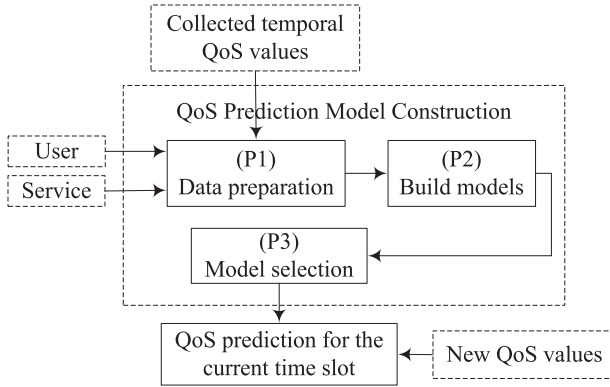 Collected temporal
QoS values
QoS Prediction Model Construction
User
Service
(P1)
Data preparation
(P2)
Build models
(P3)
Model selection
QoS prediction for the
current time slot
New QoS values